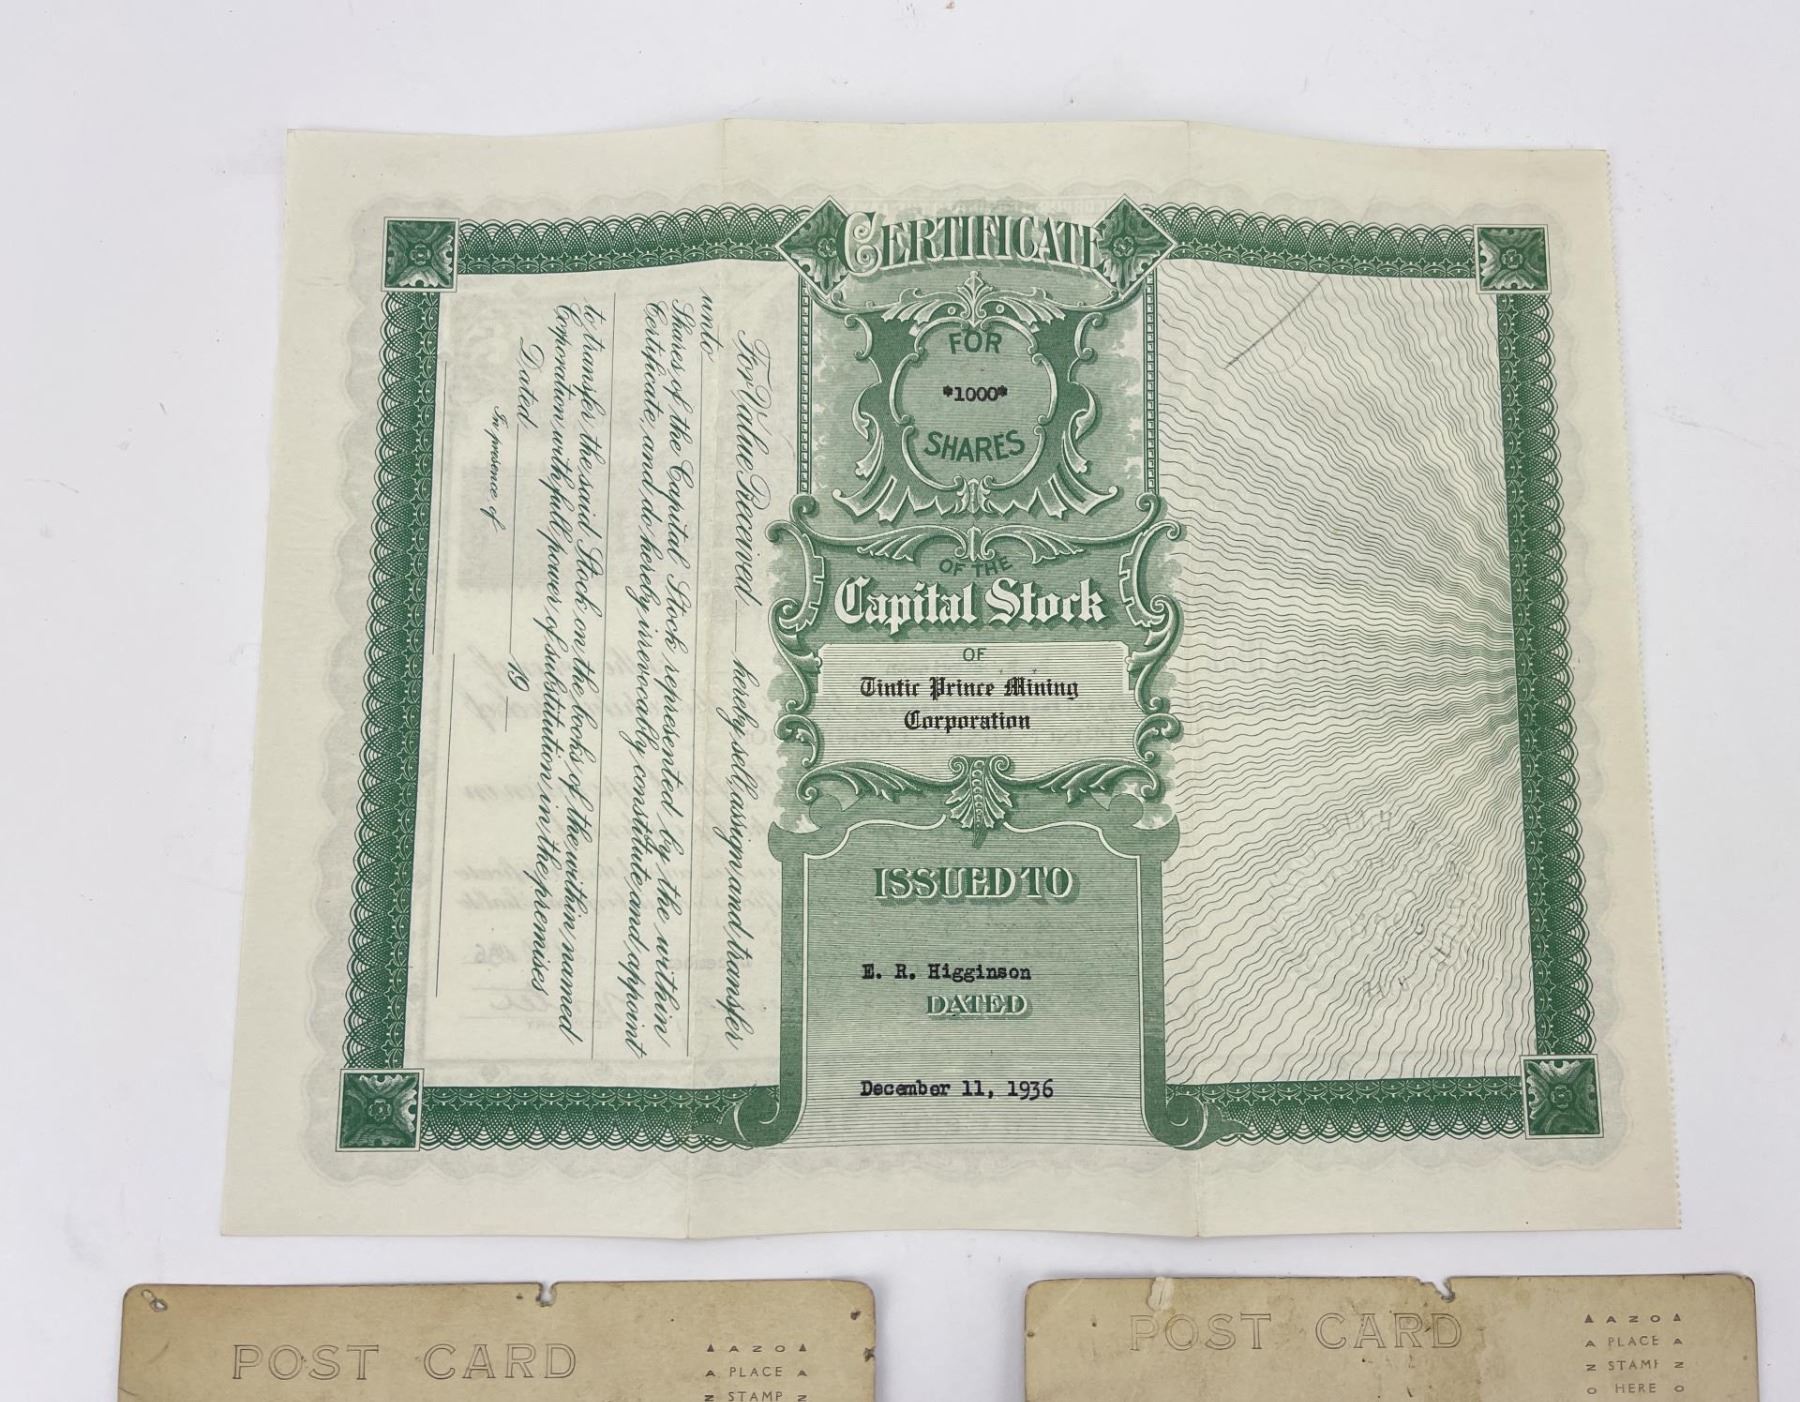 CERTIFICATE
FOR
*1000*
SHARES
OF THE
Capital Stock
OF
Tintic Prince Mining
Corporation
ISSUED TO
E. R. Higginson
DATED
December 11, 1936
For Value Received hereby sell, assign and transfer
unto
Shares of the Capital Stock represented by the within
Certificate, and do hereby irrevocably constitute and appoint
to transfer the said Stock on the books of the within named
Corporation with full power of substitution in the premises
Dated 19
In presence of
POST CARD
AZO
PLACE
STAMP
POST CARD
AZO
PLACE
STAMP
HERE